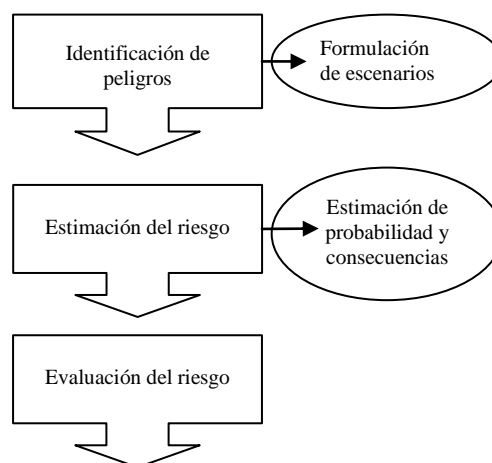 Identificación de
peligros
Formulación
de escenarios
Estimación del riesgo
Estimación de
probabilidad y
consecuencias
Evaluación del riesgo